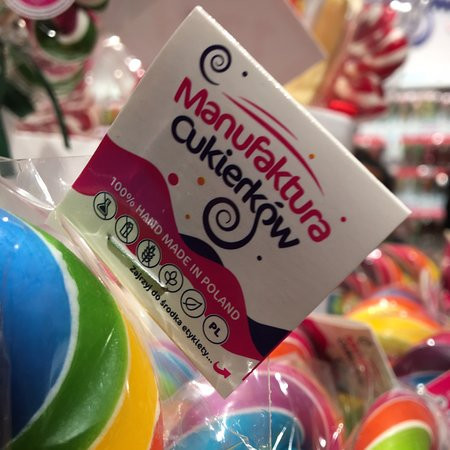 Manufaktura
Cukierków
100% HAND MADE IN POLAND
PL
zajrzyj do środka etykiety...